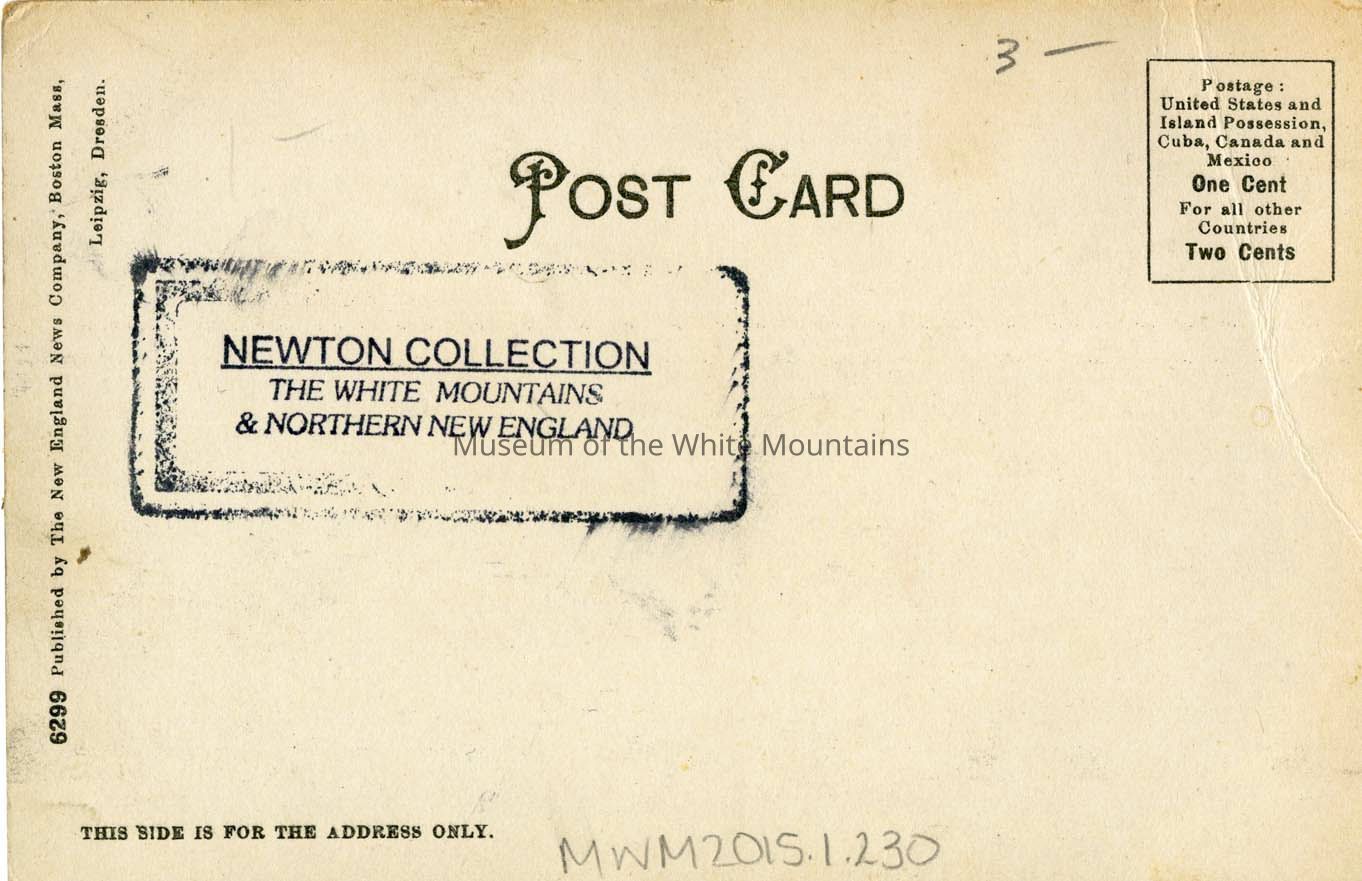 3 —
Postage :
United States and
Island Possession,
Cuba, Canada and
Mexico
One Cent
For all other
Countries
Two Cents
POST CARD
6299 Published by The New England News Company, Boston Mass,
Leipzig, Dresden.
NEWTON COLLECTION
THE WHITE MOUNTAINS
& NORTHERN NEW ENGLAND
Museum of the White Mountains
THIS SIDE IS FOR THE ADDRESS ONLY.
MWM2015.1.230